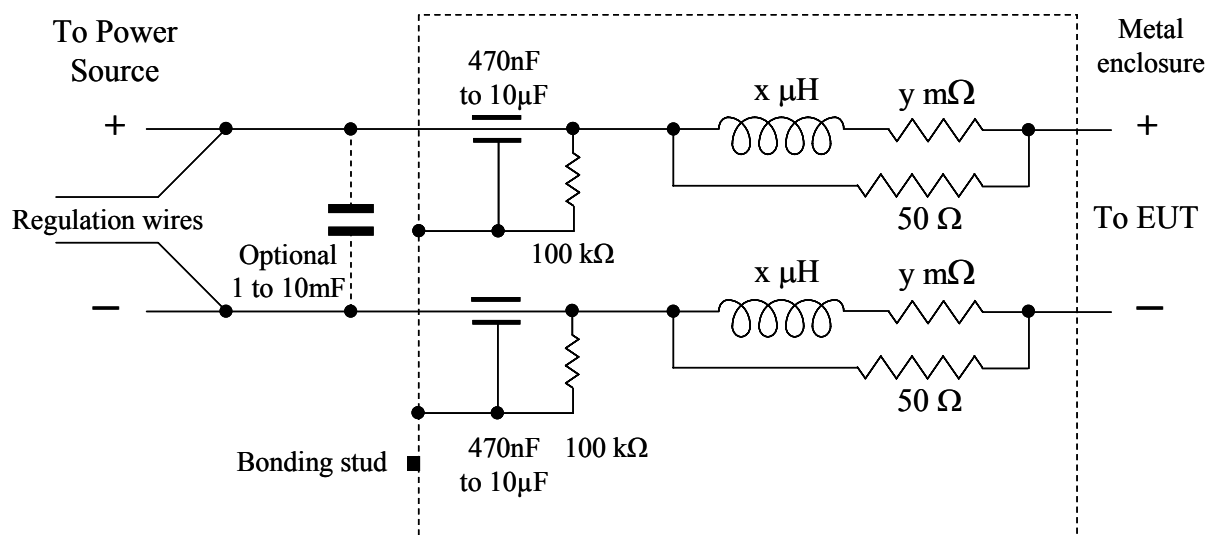 To Power
Source
470nF
to 10μF
Metal
enclosure
x μH
y mΩ
+
+
50 Ω
Regulation wires
To EUT
Optional
1 to 10mF
100 kΩ
x μH
y mΩ
−
−
50 Ω
Bonding stud
470nF
to 10μF
100 kΩ